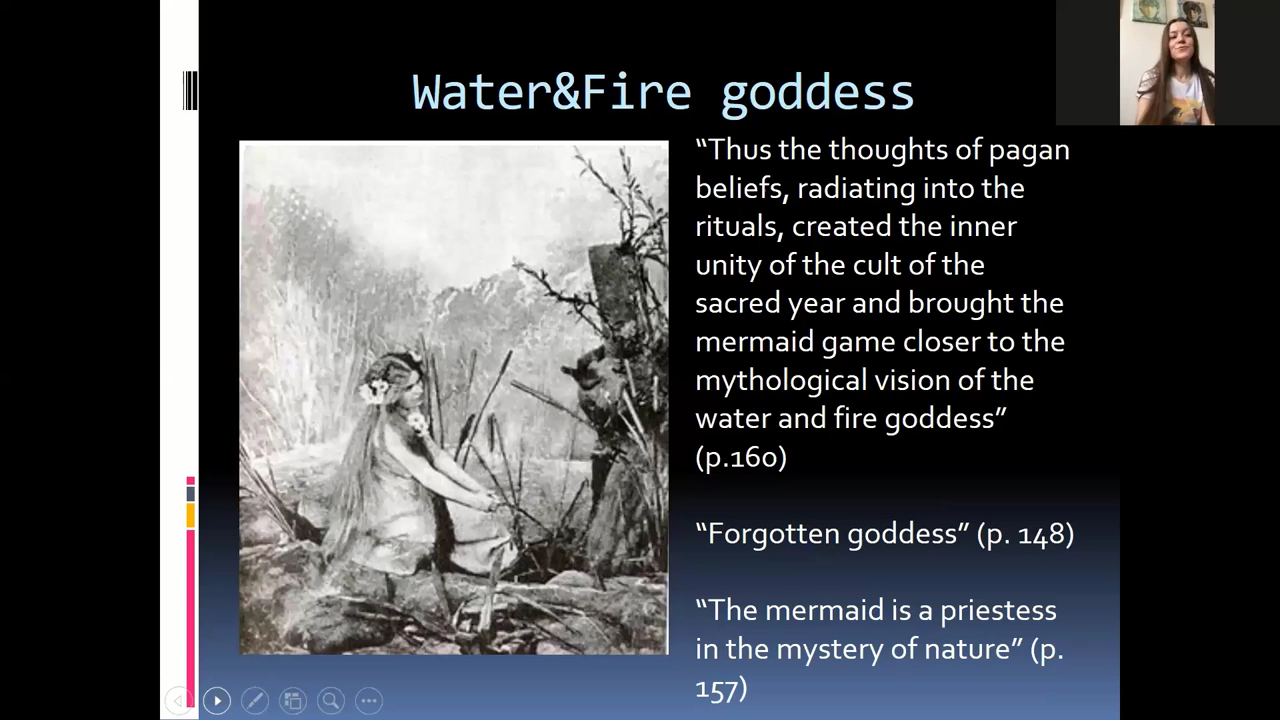 Water&Fire goddess
“Thus the thoughts of pagan
beliefs, radiating into the
rituals, created the inner
unity of the cult of the
sacred year and brought the
mermaid game closer to the
mythological vision of the
water and fire goddess”
(p.160)
“Forgotten goddess” (p. 148)
“The mermaid is a priestess
in the mystery of nature” (p.
157)